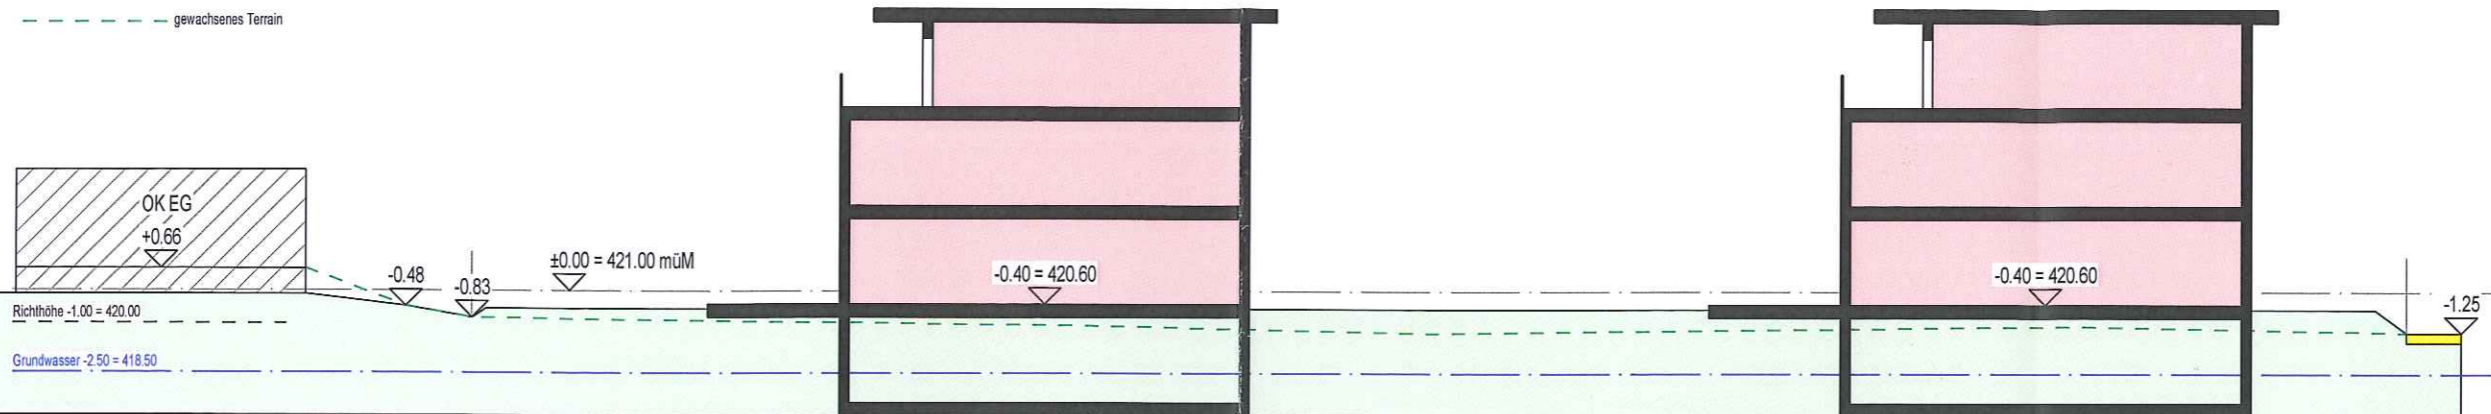 gewachsenes Terrain
OK EG
+0.66
-0.48
-0.83
±0.00 = 421.00 müM
-0.40 = 420.60
-0.40 = 420.60
-1.25
Richthöhe -1.00 = 420.00
Grundwasser -2.50 = 418.50